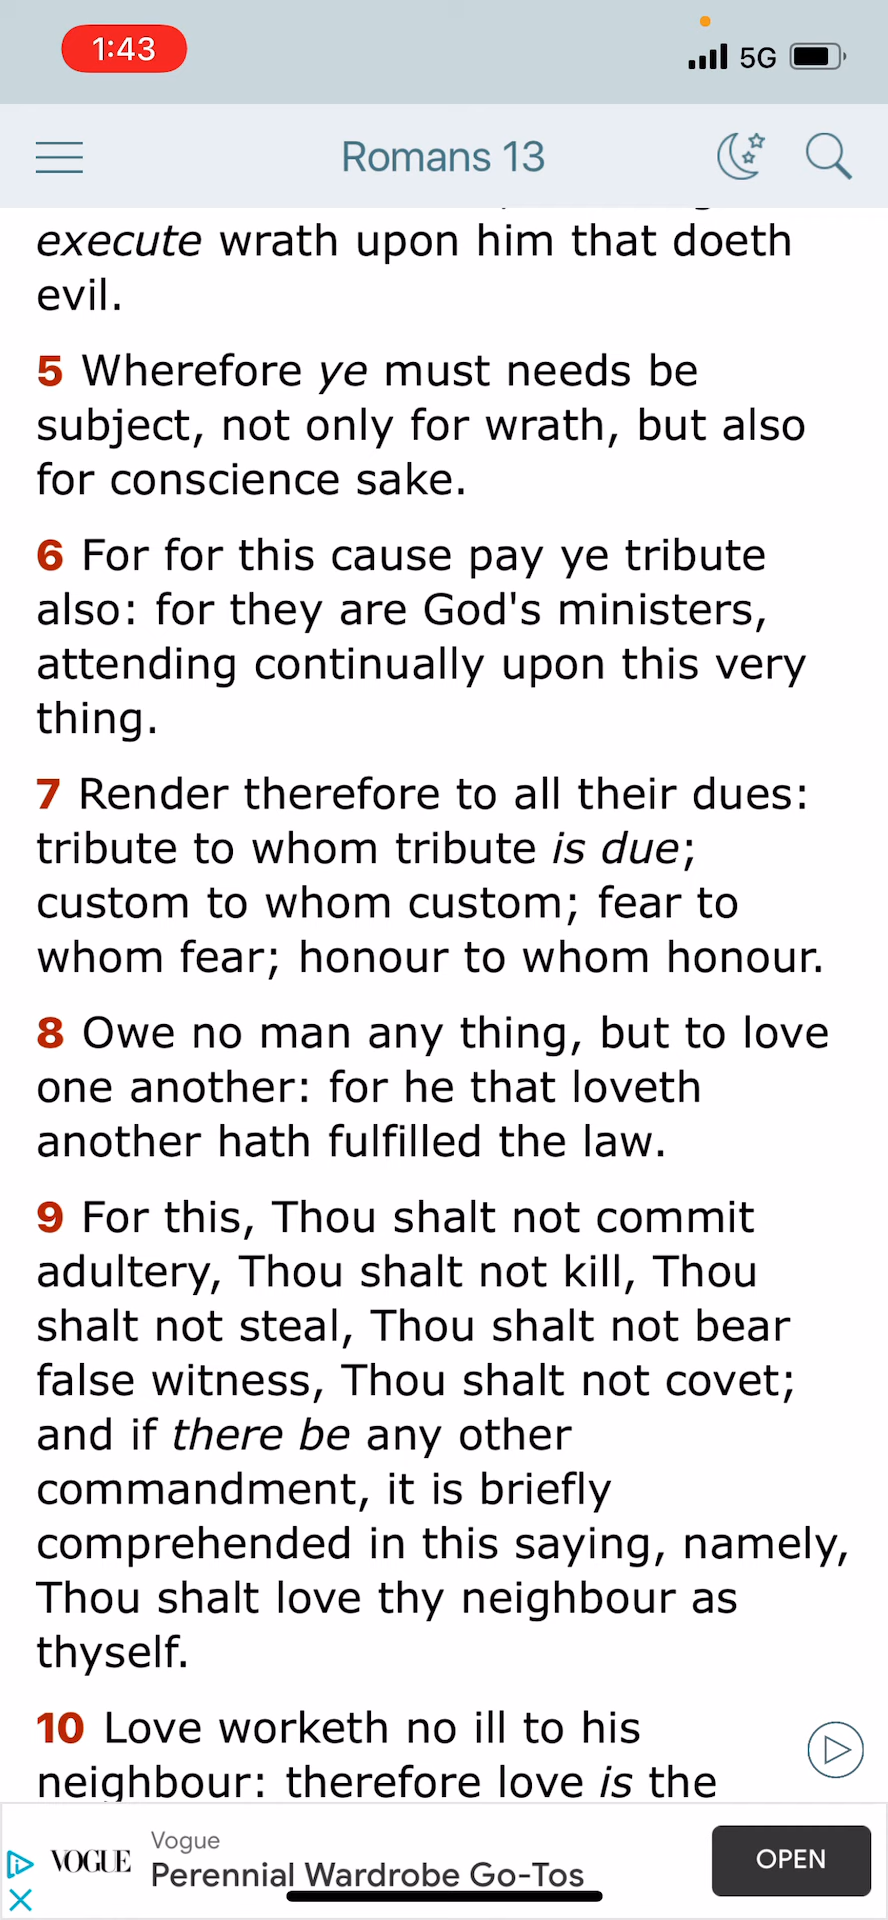 1:43
5G
Romans 13
execute wrath upon him that doeth
evil.
5 Wherefore ye must needs be
subject, not only for wrath, but also
for conscience sake.
6 For for this cause pay ye tribute
also: for they are God's ministers,
attending continually upon this very
thing.
7 Render therefore to all their dues:
tribute to whom tribute is due;
custom to whom custom; fear to
whom fear; honour to whom honour.
8 Owe no man any thing, but to love
one another: for he that loveth
another hath fulfilled the law.
9 For this, Thou shalt not commit
adultery, Thou shalt not kill, Thou
shalt not steal, Thou shalt not bear
false witness, Thou shalt not covet;
and if there be any other
commandment, it is briefly
comprehended in this saying, namely,
Thou shalt love thy neighbour as
thyself.
10 Love worketh no ill to his
neighbour: therefore love is the
VOGUE
Vogue
Perennial Wardrobe Go-Tos
OPEN